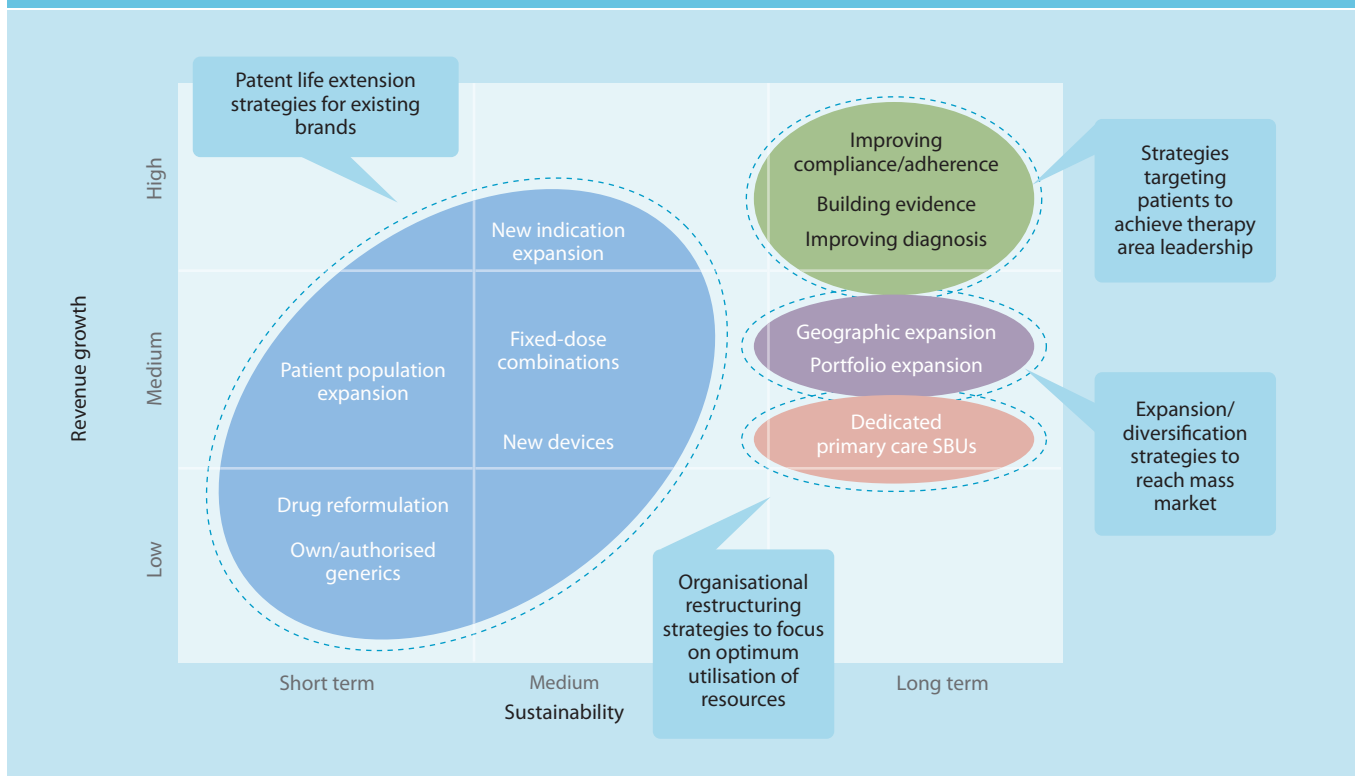 Patent life extension
strategies for existing
brands
High
Medium
Low
Revenue growth
New indication
expansion
Fixed-dose
combinations
Patient population
expansion
New devices
Drug reformulation
Own/authorised
generics
Improving
compliance/adherence
Building evidence
Improving diagnosis
Geographic expansion
Portfolio expansion
Dedicated
primary care SBUs
Strategies
targeting
patients to
achieve therapy
area leadership
Expansion/
diversification
strategies to
reach mass
market
Organisational
restructuring
strategies to focus
on optimum
utilisation of
resources
Short term
Medium
Long term
Sustainability